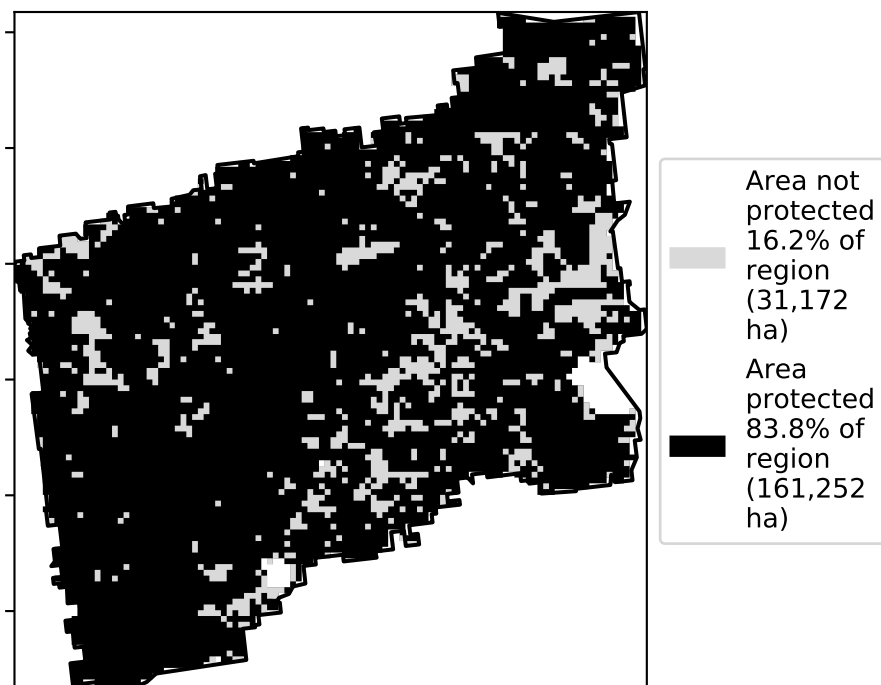 Area not
protected
16.2% of
region
(31,172
ha)
Area
protected
83.8% of
region
(161,252
ha)